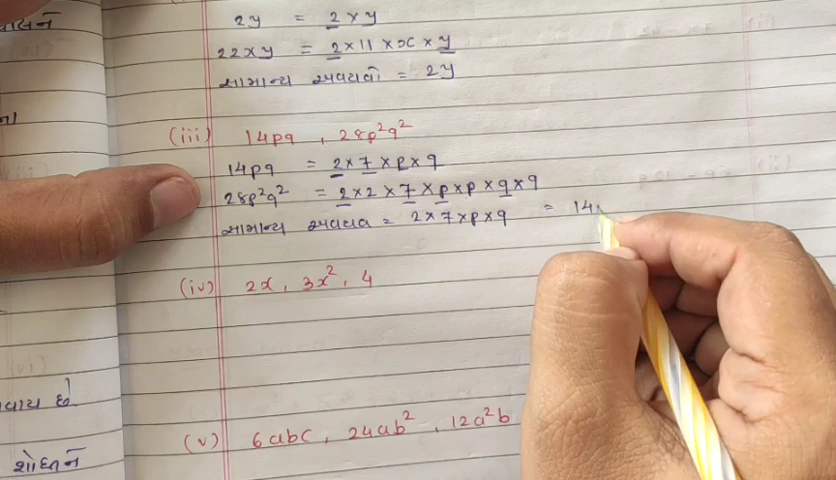 2y = 2 × y
22xy = 2 × 11 × x × y
સામાન્ય અવયવો = 2y
(iii) 14pq , 28p²q²
14pq = 2 × 7 × p × q
28p²q² = 2 × 2 × 7 × p × p × q × q
સામાન્ય અવયવ = 2 × 7 × p × q = 14
(iv) 2x, 3x², 4
(v) 6abc, 24ab², 12a²b
છે
શોધીને